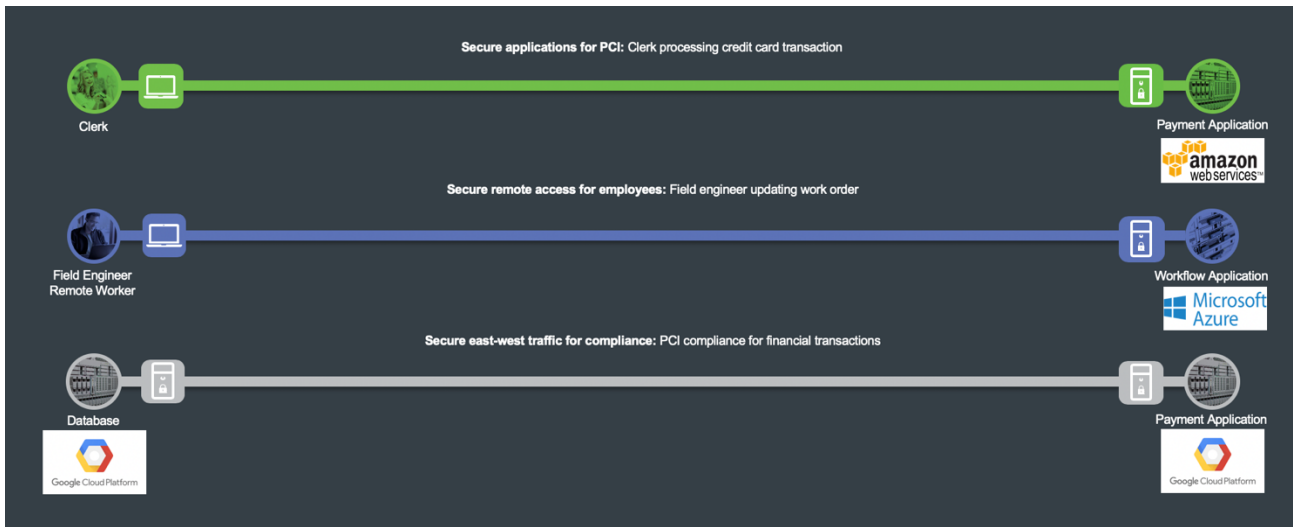 Secure applications for PCI: Clerk processing credit card transaction
Clerk
Payment Application
amazon
web services™
Secure remote access for employees: Field engineer updating work order
Field Engineer
Remote Worker
Workflow Application
Microsoft
Azure
Secure east-west traffic for compliance: PCI compliance for financial transactions
Database
Payment Application
Google Cloud Platform
Google Cloud Platform